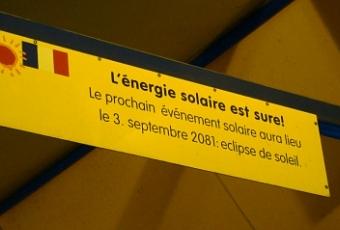 L'énergie solaire est sure!
Le prochain événement solaire aura lieu
le 3. septembre 2081: eclipse de soleil.